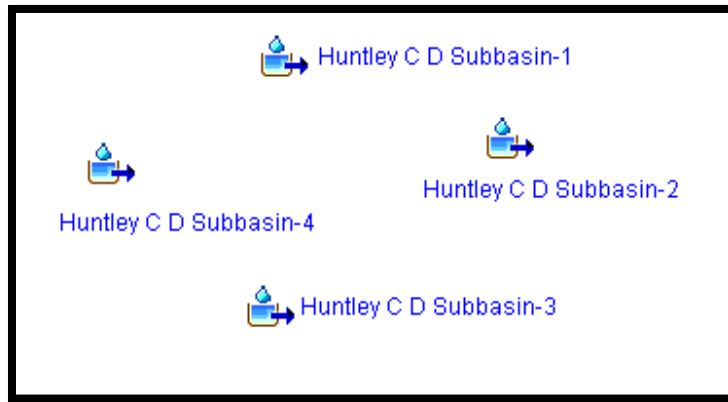 Huntley C D Subbasin-1
Huntley C D Subbasin-2
Huntley C D Subbasin-4
Huntley C D Subbasin-3